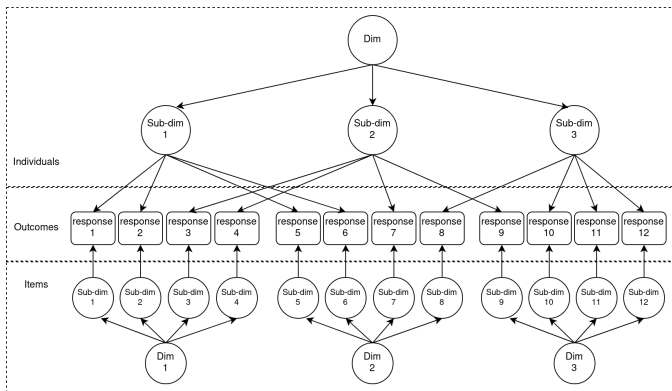 Dim
Sub-dim
1
Sub-dim
2
Sub-dim
3
Individuals
Outcomes
response
1
response
2
response
3
response
4
response
5
response
6
response
7
response
8
response
9
response
10
response
11
response
12
Items
Sub-dim
1
Sub-dim
2
Sub-dim
3
Sub-dim
4
Sub-dim
5
Sub-dim
6
Sub-dim
7
Sub-dim
8
Sub-dim
9
Sub-dim
10
Sub-dim
11
Sub-dim
12
Dim
1
Dim
2
Dim
3